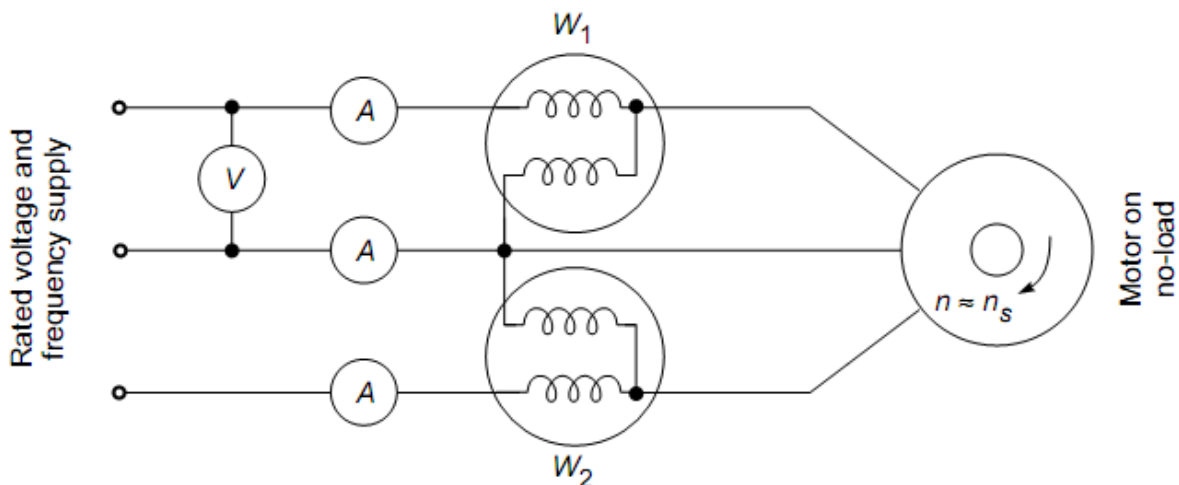 W1
A
Rated voltage and
frequency supply
V
A
n ≈ ns
Motor on
no-load
A
W2